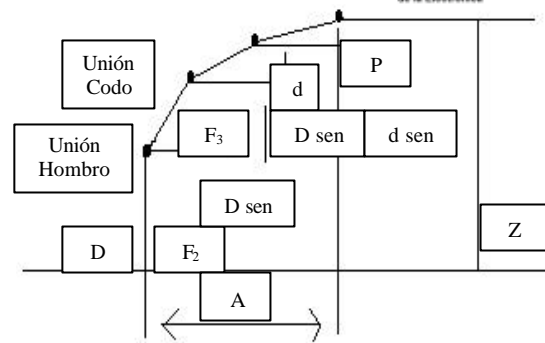 Unión
Codo
P
d
Unión
Hombro
F₃
D sen
d sen
D sen
D
F₂
Z
A